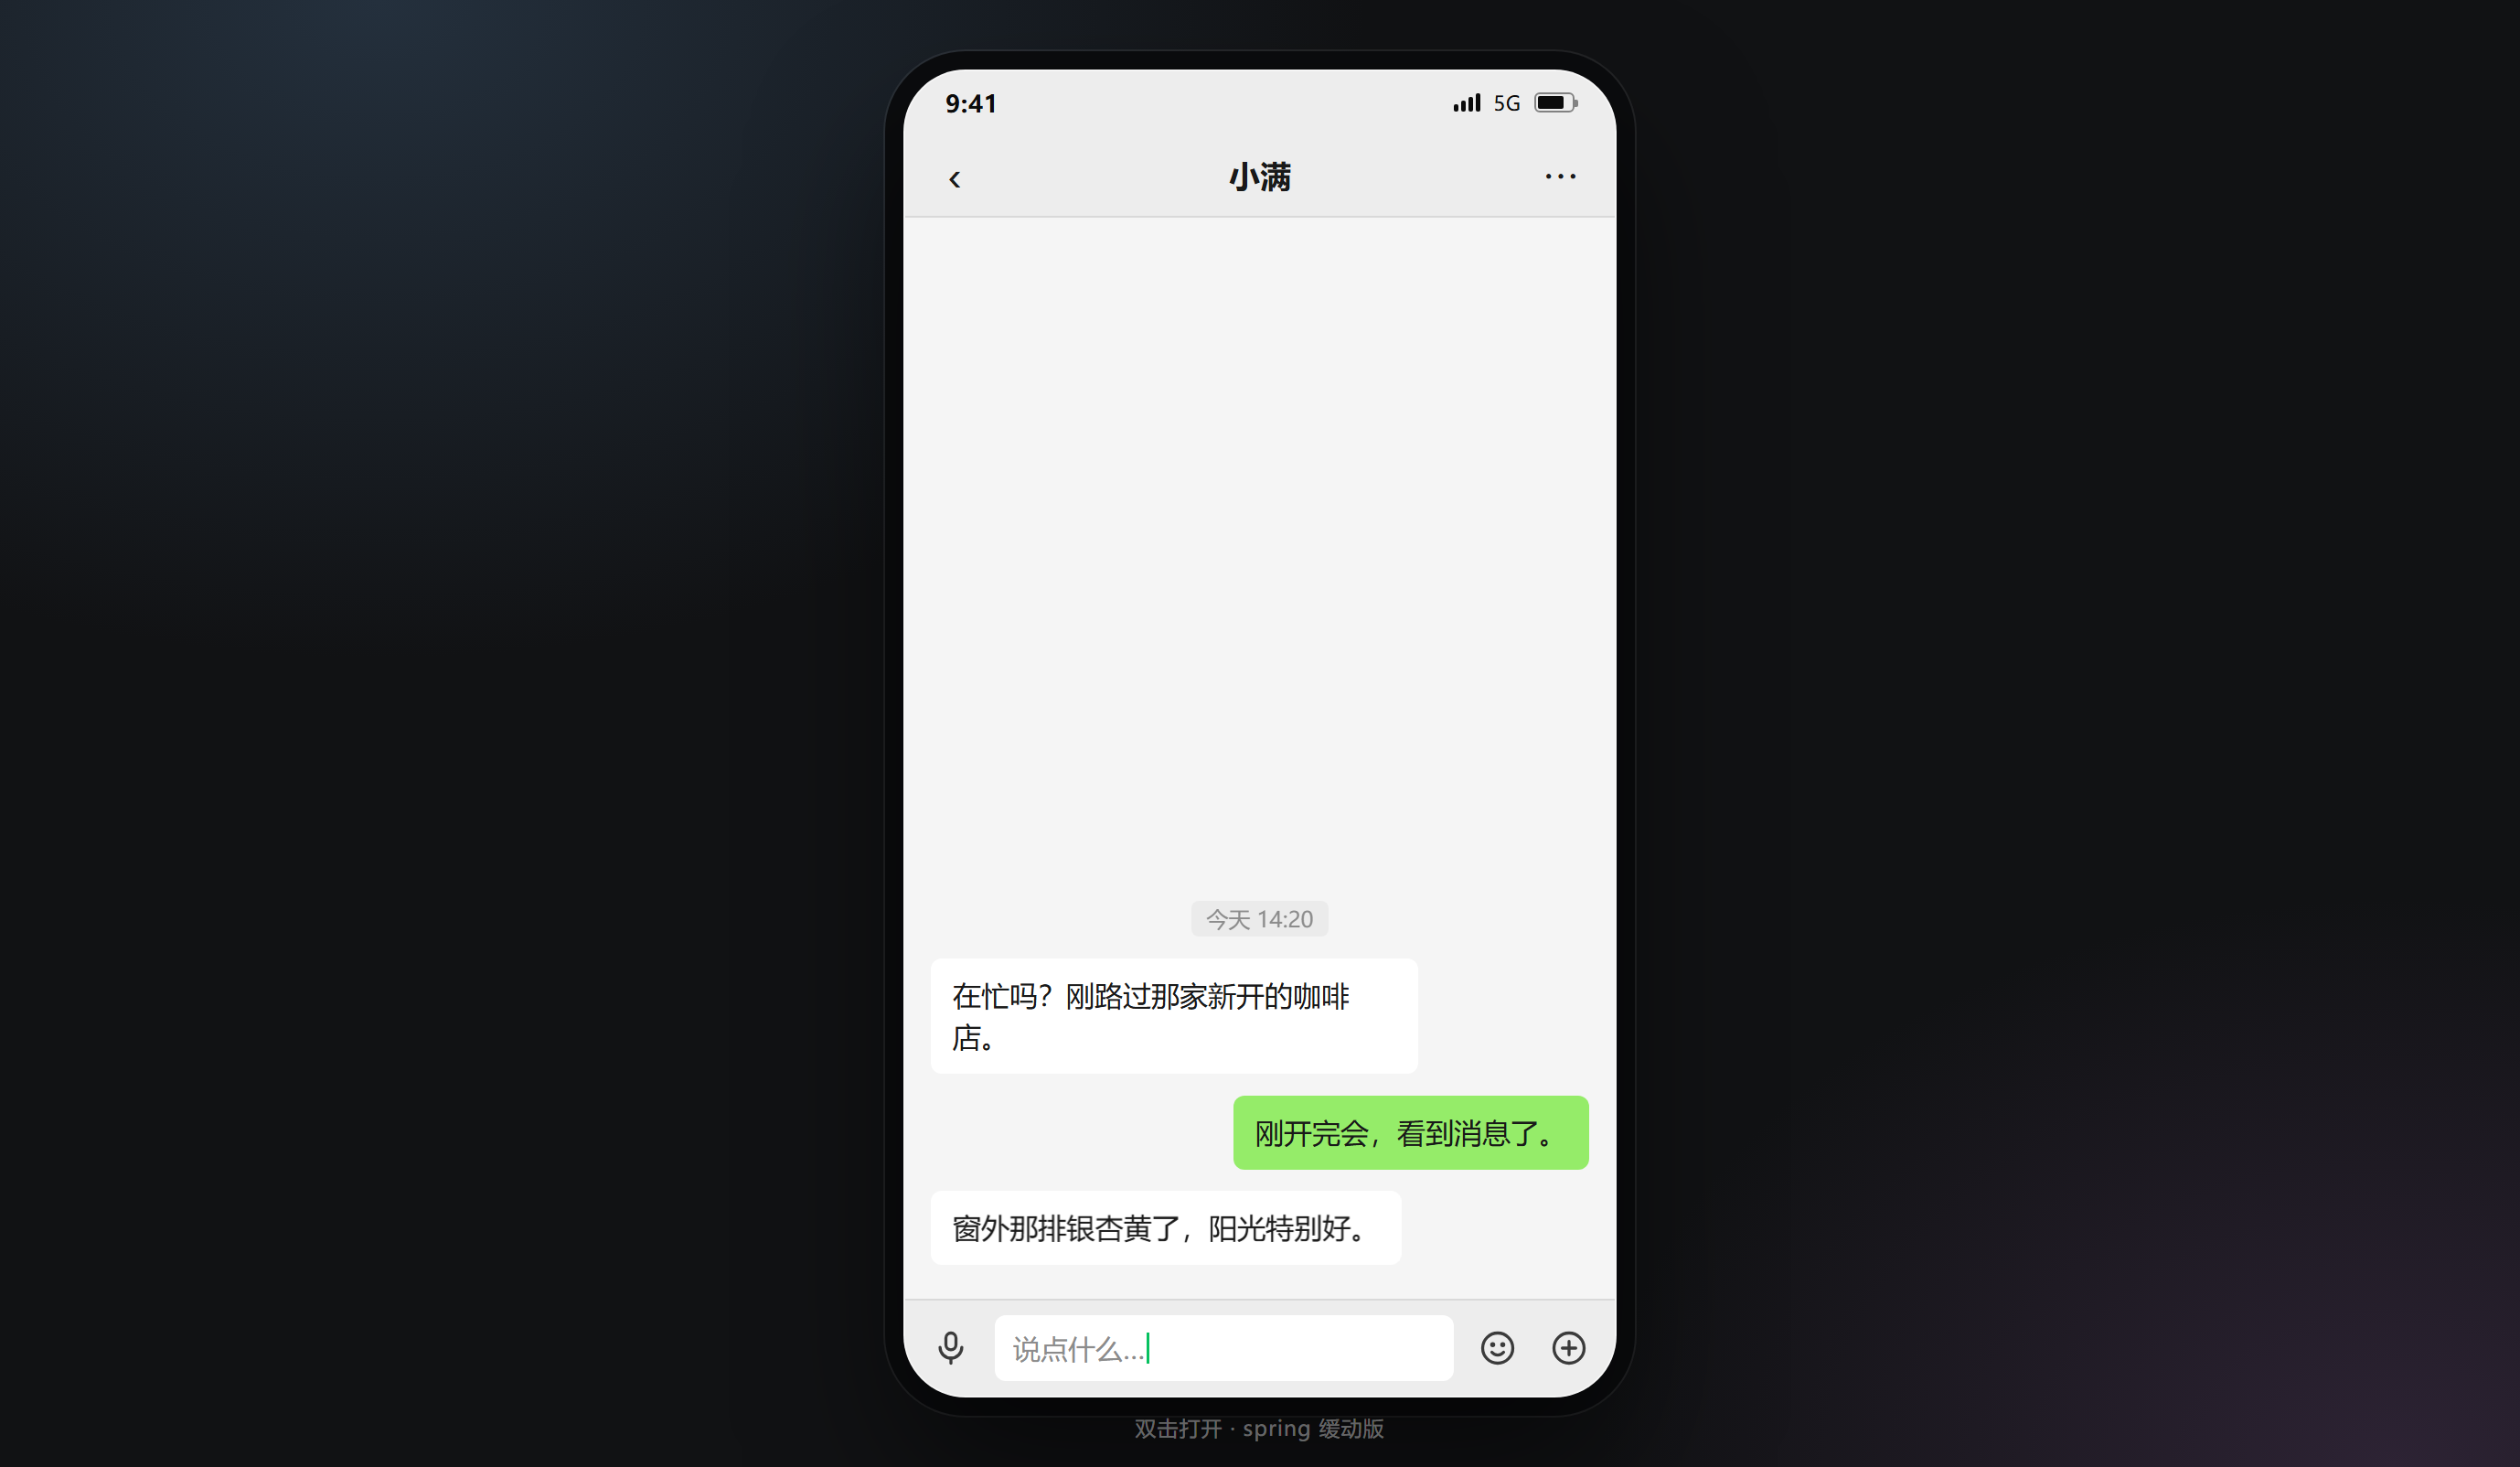 9:41 5G
‹ 小满 ···
今天 14:20
在忙吗？刚路过那家新开的咖啡
店。
刚开完会，看到消息了。
窗外那排银杏黄了，阳光特别好。
说点什么...
双击打开 · spring 缓动版